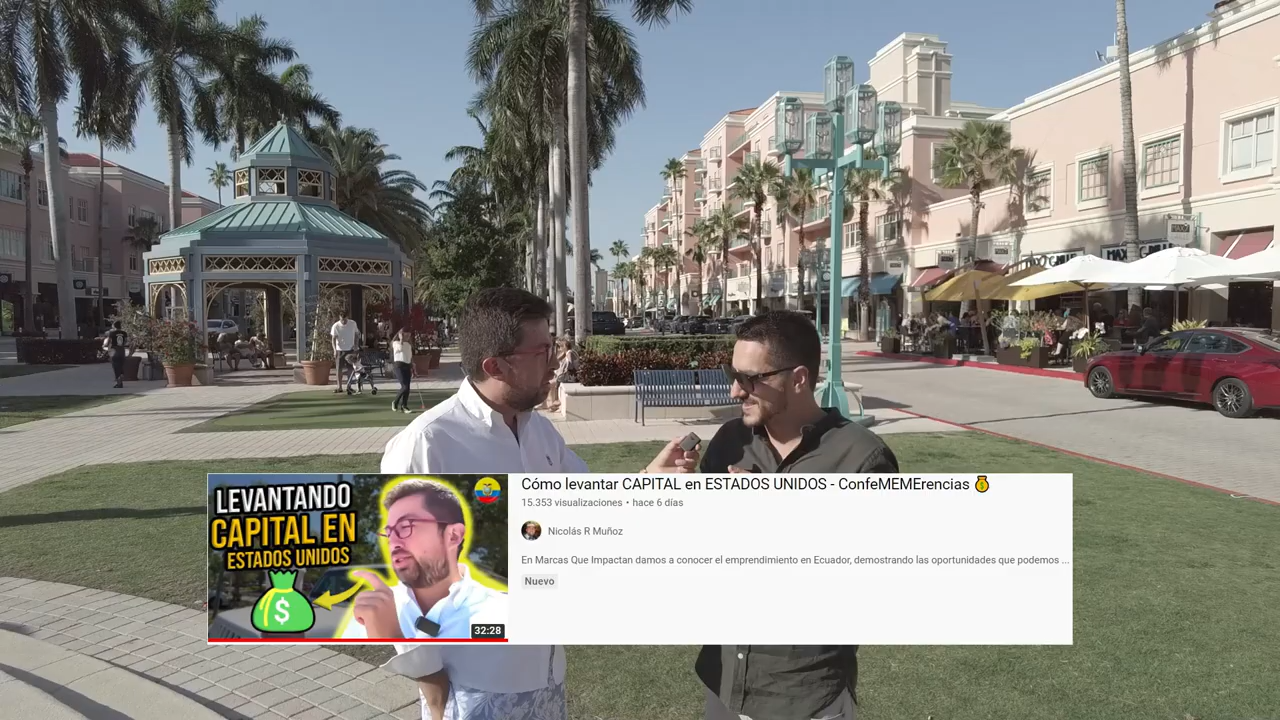 LEVANTANDO
CAPITAL EN
ESTADOS UNIDOS
$
32:28
Cómo levantar CAPITAL en ESTADOS UNIDOS - ConfeMEMErencias 💰
15.353 visualizaciones • hace 6 días
Nicolás R Muñoz
En Marcas Que Impactan damos a conocer el emprendimiento en Ecuador, demostrando las oportunidades que podemos ...
Nuevo